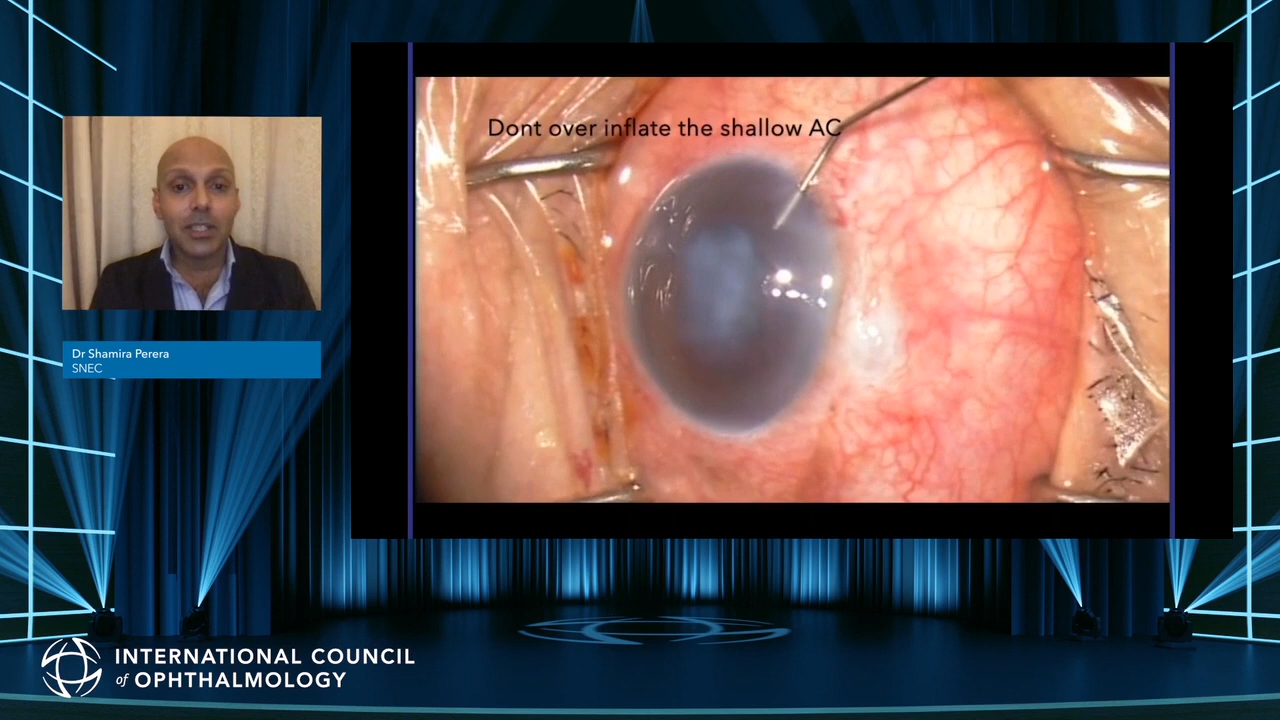 Dont over inflate the shallow AC
Dr Shamira Perera
SNEC
INTERNATIONAL COUNCIL
of OPHTHALMOLOGY